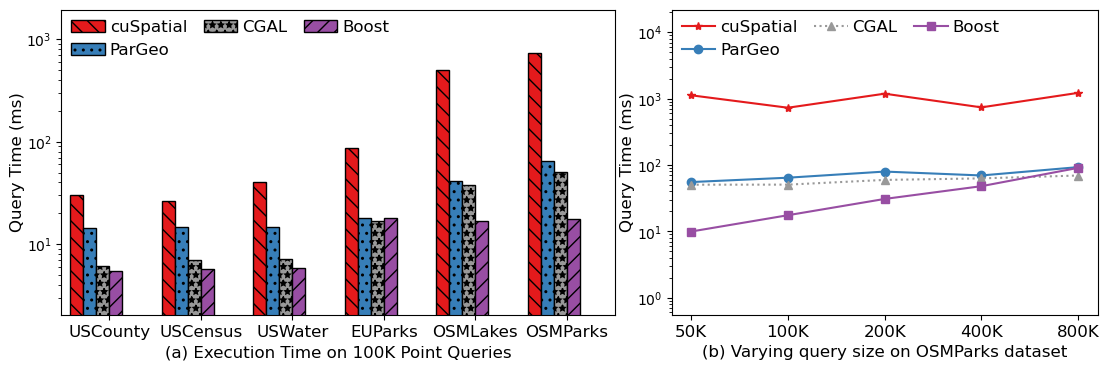 cuSpatial CGAL Boost
ParGeo
Query Time (ms)
10³
10²
10¹
USCounty USCensus USWater EUParks OSMLakes OSMParks
(a) Execution Time on 100K Point Queries
cuSpatial CGAL Boost
ParGeo
Query Time (ms)
10⁴
10³
10²
10¹
10⁰
50K 100K 200K 400K 800K
(b) Varying query size on OSMParks dataset